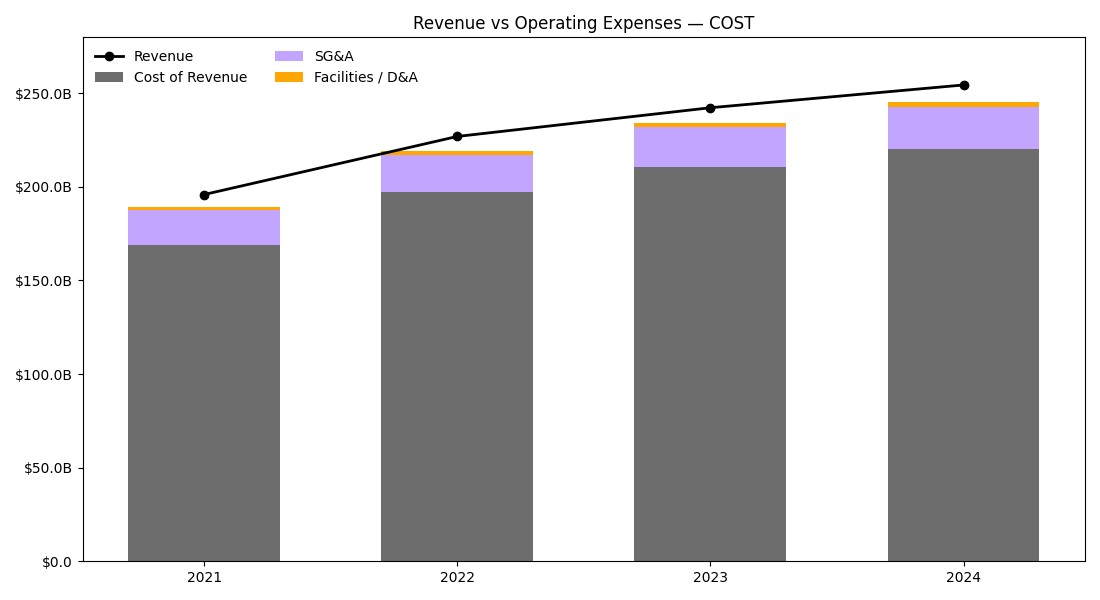 Revenue vs Operating Expenses — COST
Revenue
Cost of Revenue
SG&A
Facilities / D&A
$250.0B
$200.0B
$150.0B
$100.0B
$50.0B
$0.0
2021
2022
2023
2024